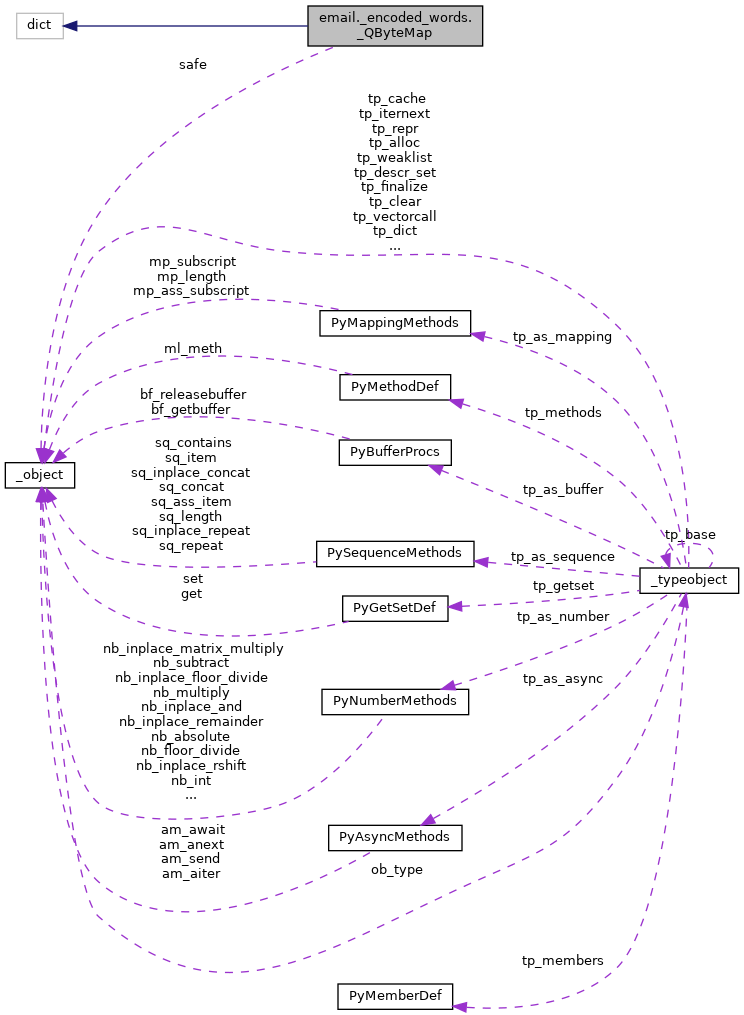 dict
email._encoded_words.
_QByteMap
safe
tp_cache
tp_iternext
tp_repr
tp_alloc
tp_weaklist
tp_descr_set
tp_finalize
tp_clear
tp_vectorcall
tp_dict
...
mp_subscript
mp_length
mp_ass_subscript
PyMappingMethods
tp_as_mapping
ml_meth
PyMethodDef
tp_methods
bf_releasebuffer
bf_getbuffer
PyBufferProcs
_object
tp_as_buffer
sq_contains
sq_item
sq_inplace_concat
sq_concat
sq_ass_item
sq_length
sq_inplace_repeat
sq_repeat
PySequenceMethods
tp_as_sequence
tp_base
_typeobject
set
get
PyGetSetDef
tp_getset
tp_as_number
nb_inplace_matrix_multiply
nb_subtract
nb_inplace_floor_divide
nb_multiply
nb_inplace_and
nb_inplace_remainder
nb_absolute
nb_floor_divide
nb_inplace_rshift
nb_int
...
PyNumberMethods
tp_as_async
am_await
am_anext
am_send
am_aiter
PyAsyncMethods
ob_type
tp_members
PyMemberDef